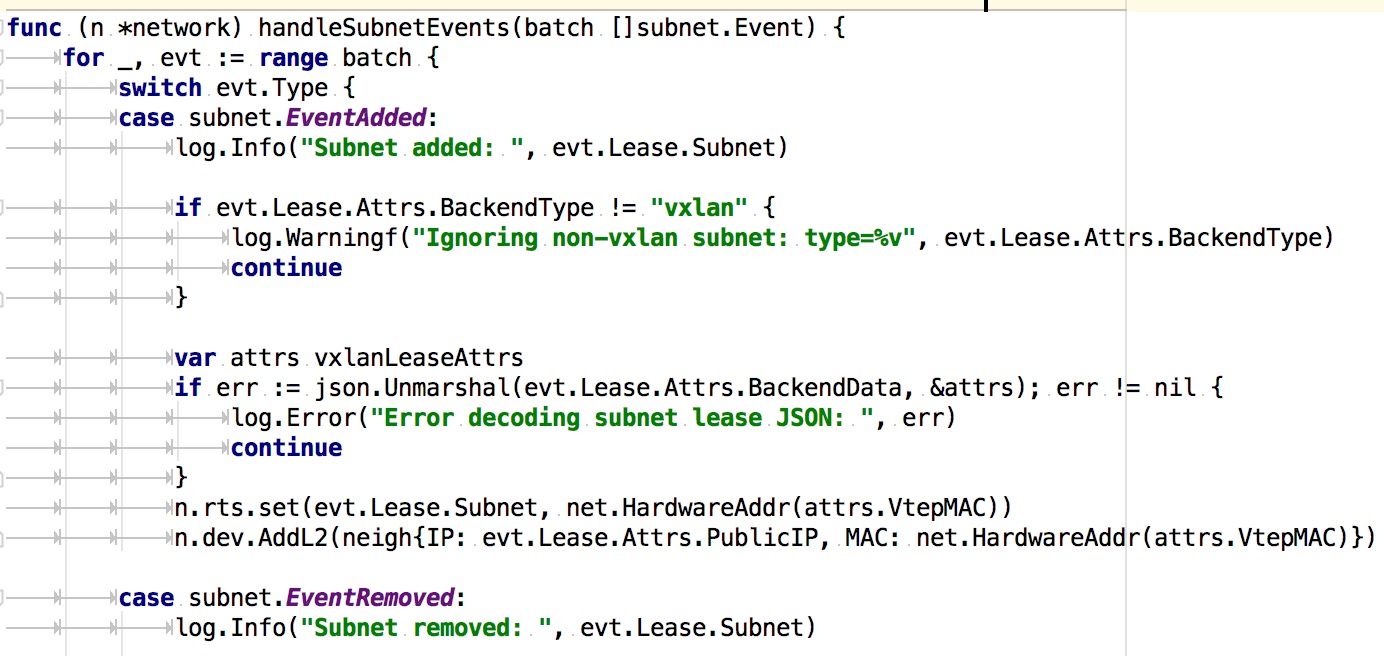 func (n *network) handleSubnetEvents(batch []subnet.Event) {
for _, evt := range batch {
switch evt.Type {
case subnet.EventAdded:
log.Info("Subnet added: ", evt.Lease.Subnet)
if evt.Lease.Attrs.BackendType != "vxlan" {
log.Warningf("Ignoring non-vxlan subnet: type=%v", evt.Lease.Attrs.BackendType)
continue
}
var attrs vxlanLeaseAttrs
if err := json.Unmarshal(evt.Lease.Attrs.BackendData, &attrs); err != nil {
log.Error("Error decoding subnet lease JSON: ", err)
continue
}
n.rts.set(evt.Lease.Subnet, net.HardwareAddr(attrs.VtepMAC))
n.dev.AddL2(neigh{IP: evt.Lease.Attrs.PublicIP, MAC: net.HardwareAddr(attrs.VtepMAC)})
case subnet.EventRemoved:
log.Info("Subnet removed: ", evt.Lease.Subnet)